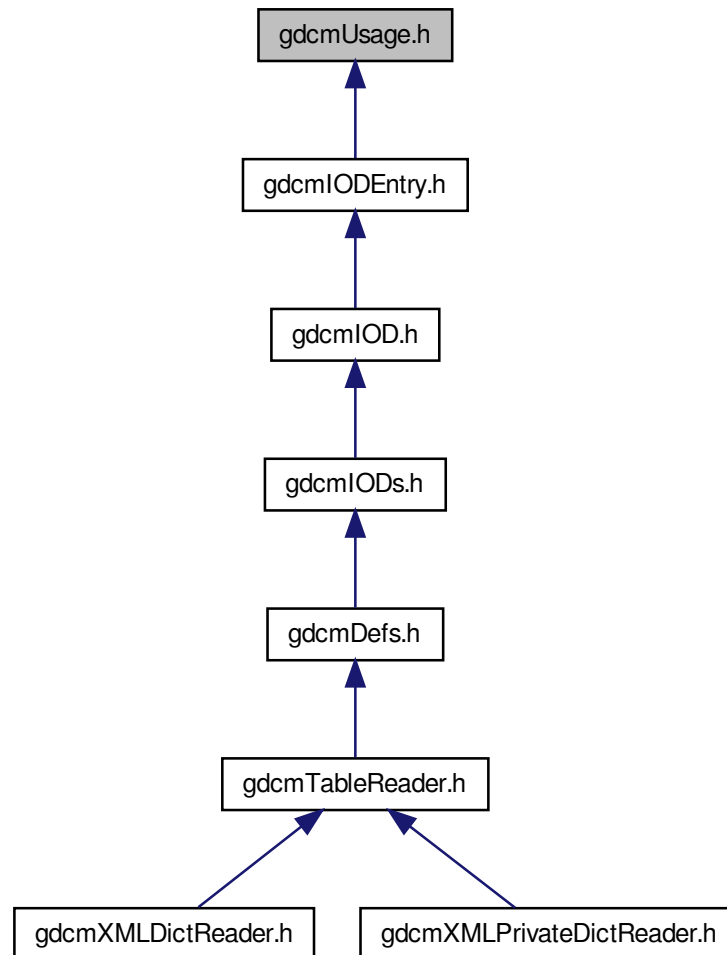 gdcmUsage.h
gdcmIODEntry.h
gdcmIOD.h
gdcmIODs.h
gdcmDefs.h
gdcmTableReader.h
gdcmXMLDictReader.h
gdcmXMLPrivateDictReader.h